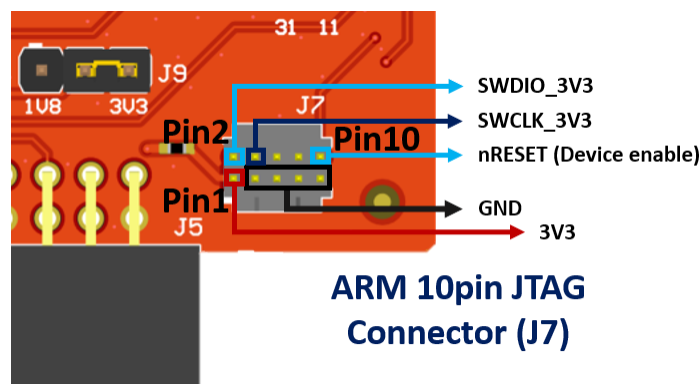 31 11
J9
1V8
3V3
J7
Pin2
Pin10
Pin1
J5
SWDIO_3V3
SWCLK_3V3
nRESET (Device enable)
GND
3V3
ARM 10pin JTAG
Connector (J7)